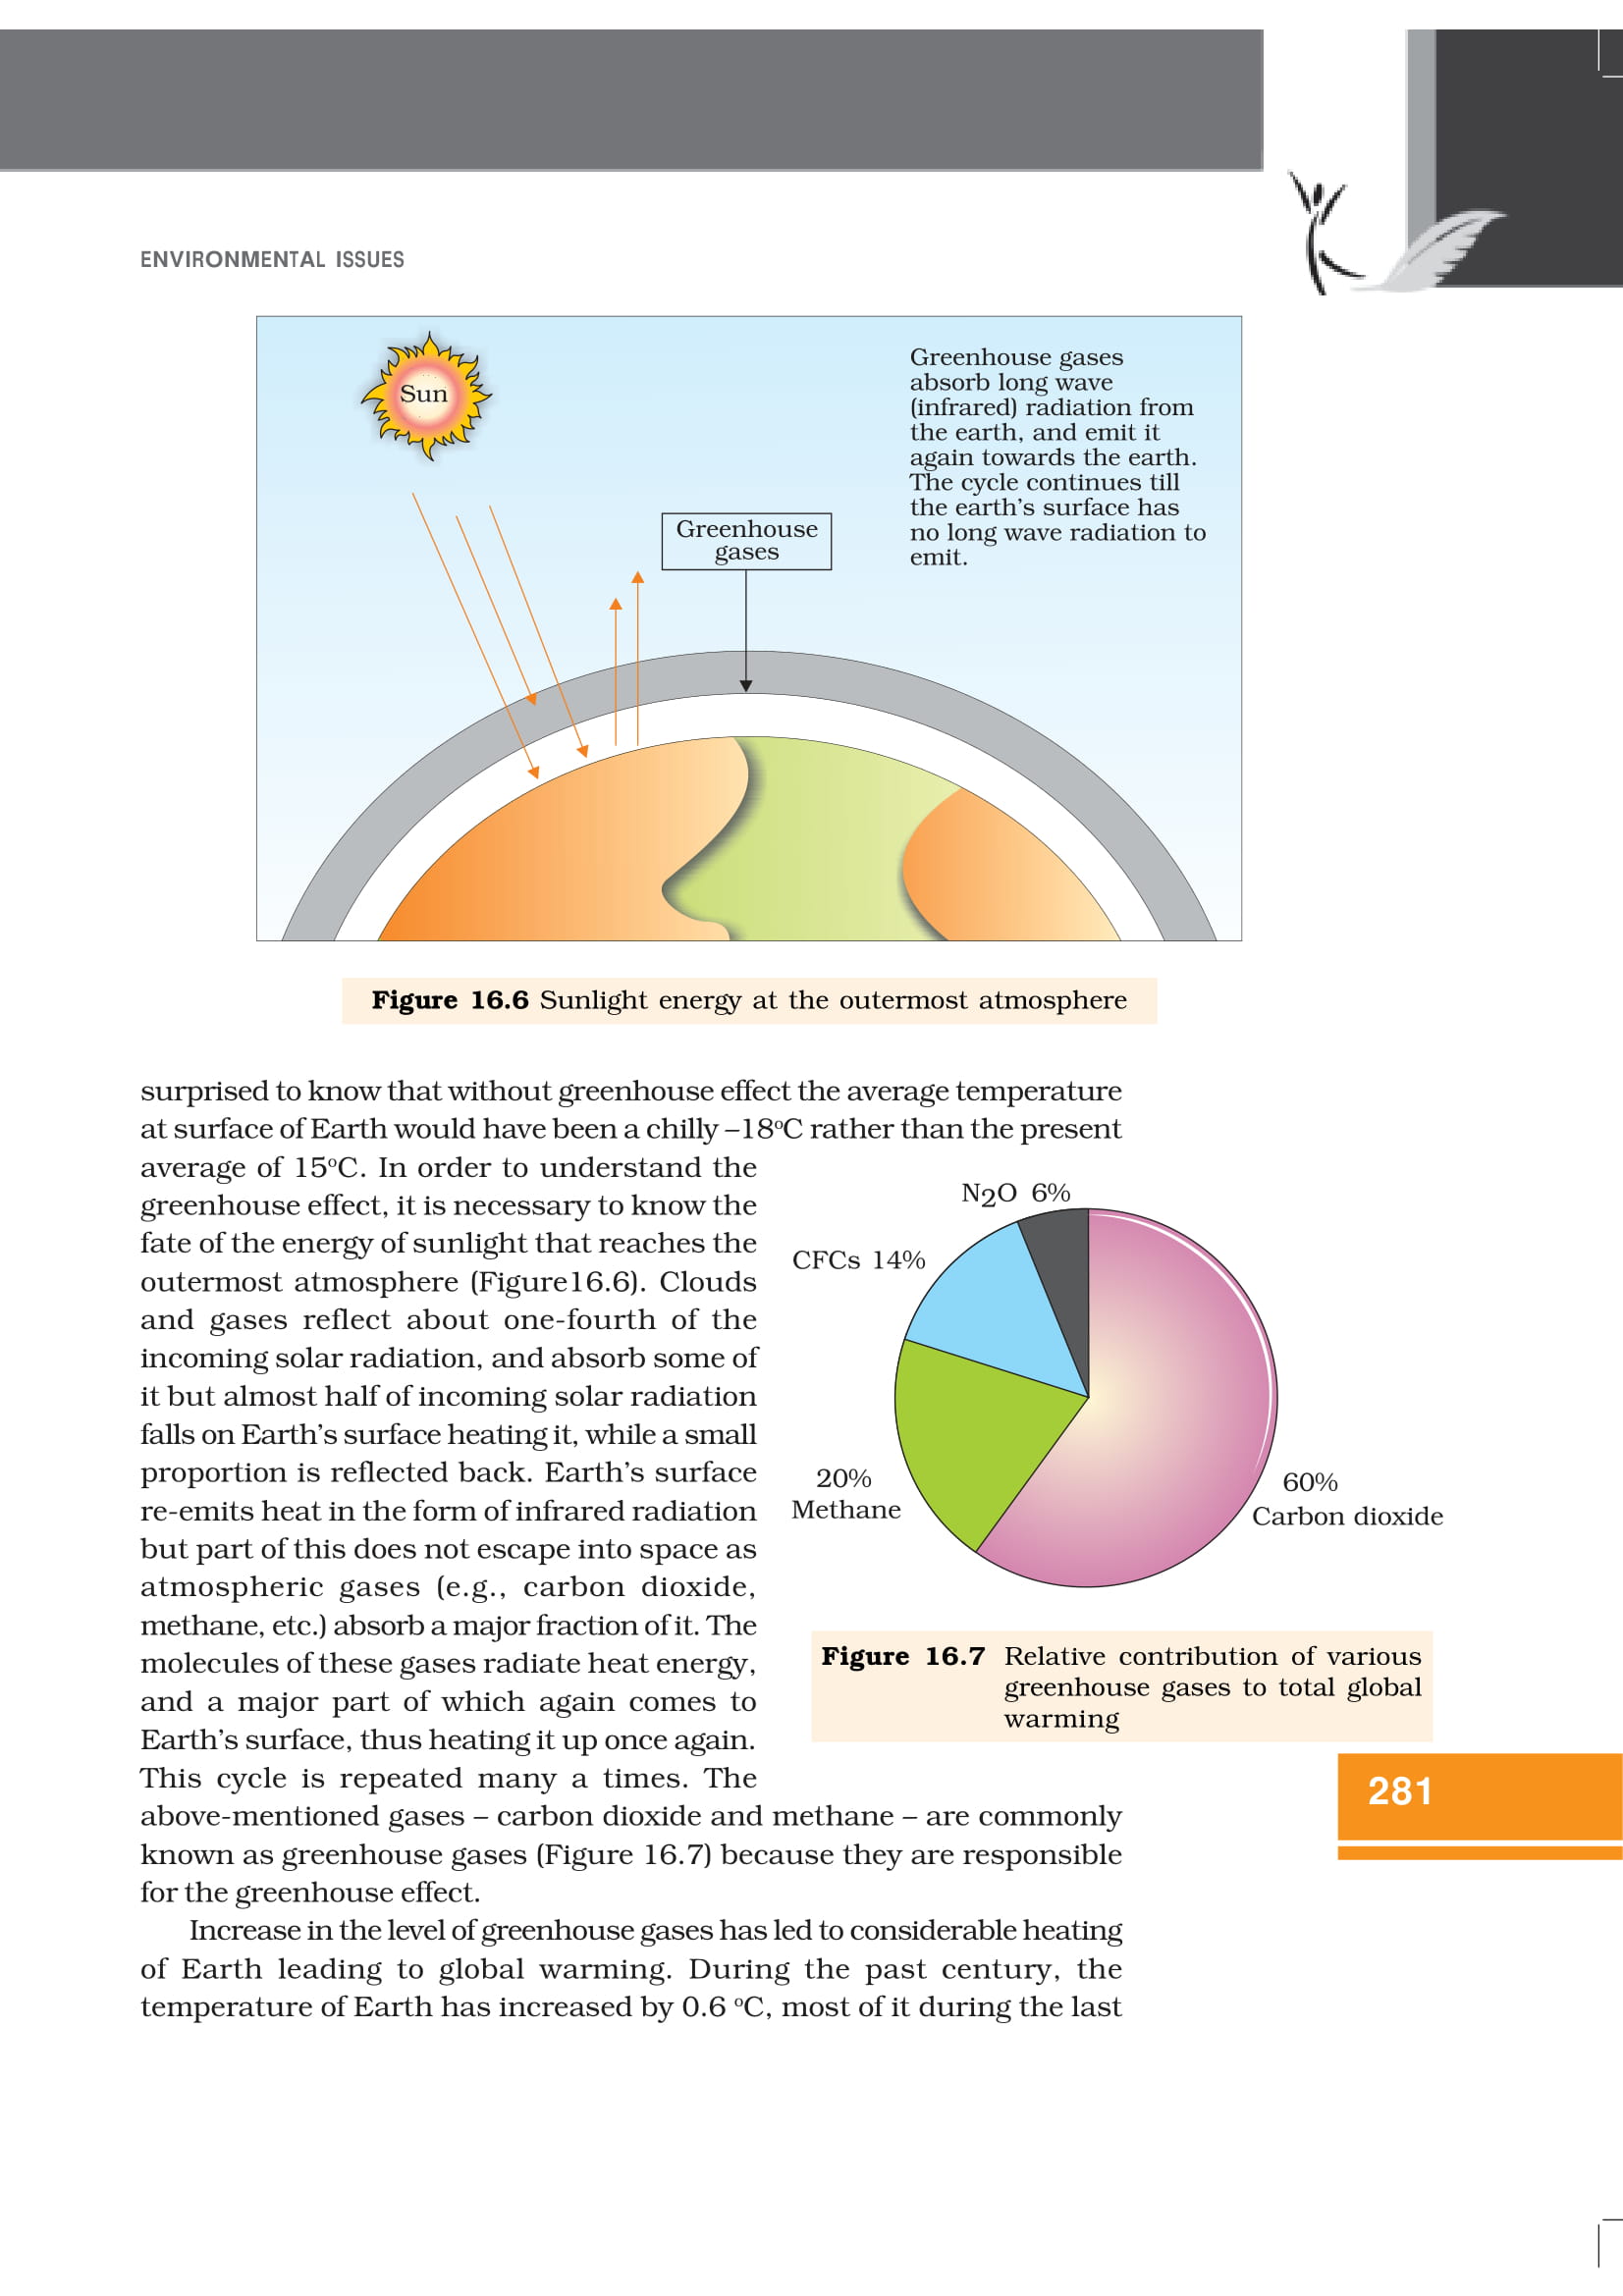 ENVIRONMENTAL ISSUES
Sun
Greenhouse gases
absorb long wave
(infrared) radiation from
the earth, and emit it
again towards the earth.
The cycle continues till
the earth’s surface has
no long wave radiation to
emit.
Greenhouse
gases
Figure 16.6 Sunlight energy at the outermost atmosphere
surprised to know that without greenhouse effect the average temperature
at surface of Earth would have been a chilly –18ºC rather than the present
average of 15ºC. In order to understand the
greenhouse effect, it is necessary to know the
fate of the energy of sunlight that reaches the
outermost atmosphere (Figure16.6). Clouds
and gases reflect about one-fourth of the
incoming solar radiation, and absorb some of
it but almost half of incoming solar radiation
falls on Earth’s surface heating it, while a small
proportion is reflected back. Earth’s surface
re-emits heat in the form of infrared radiation
but part of this does not escape into space as
atmospheric gases (e.g., carbon dioxide,
methane, etc.) absorb a major fraction of it. The
molecules of these gases radiate heat energy,
and a major part of which again comes to
Earth’s surface, thus heating it up once again.
This cycle is repeated many a times. The
above-mentioned gases – carbon dioxide and methane – are commonly
known as greenhouse gases (Figure 16.7) because they are responsible
for the greenhouse effect.
N2O 6%
CFCs 14%
20%
Methane
60%
Carbon dioxide
Figure 16.7 Relative contribution of various
greenhouse gases to total global
warming
281
Increase in the level of greenhouse gases has led to considerable heating
of Earth leading to global warming. During the past century, the
temperature of Earth has increased by 0.6 ºC, most of it during the last